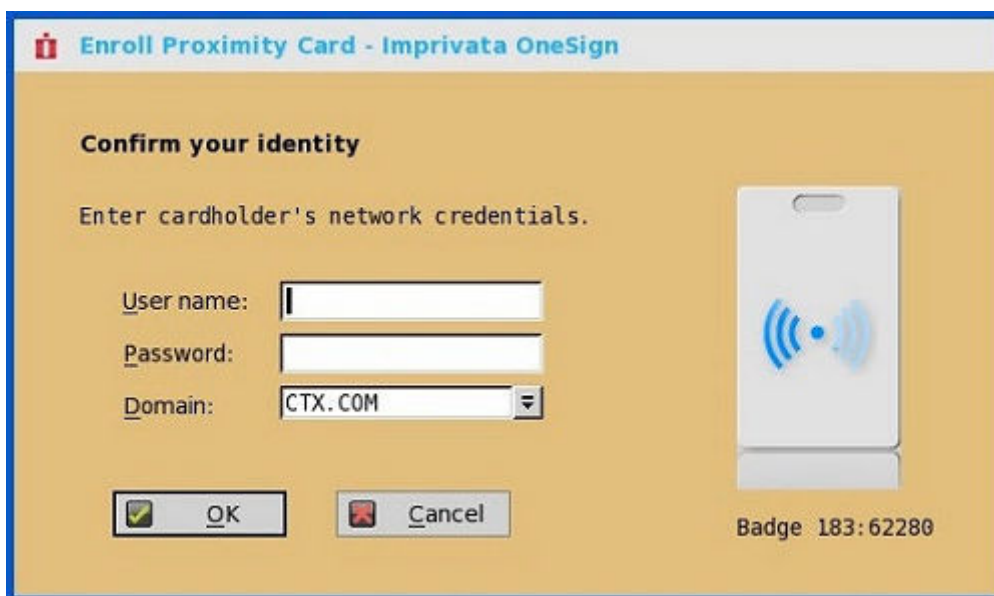 Enroll Proximity Card - Imprivata OneSign
Confirm your identity
Enter cardholder's network credentials.
User name:
Password:
Domain: CTX.COM
OK Cancel
Badge 183:62280